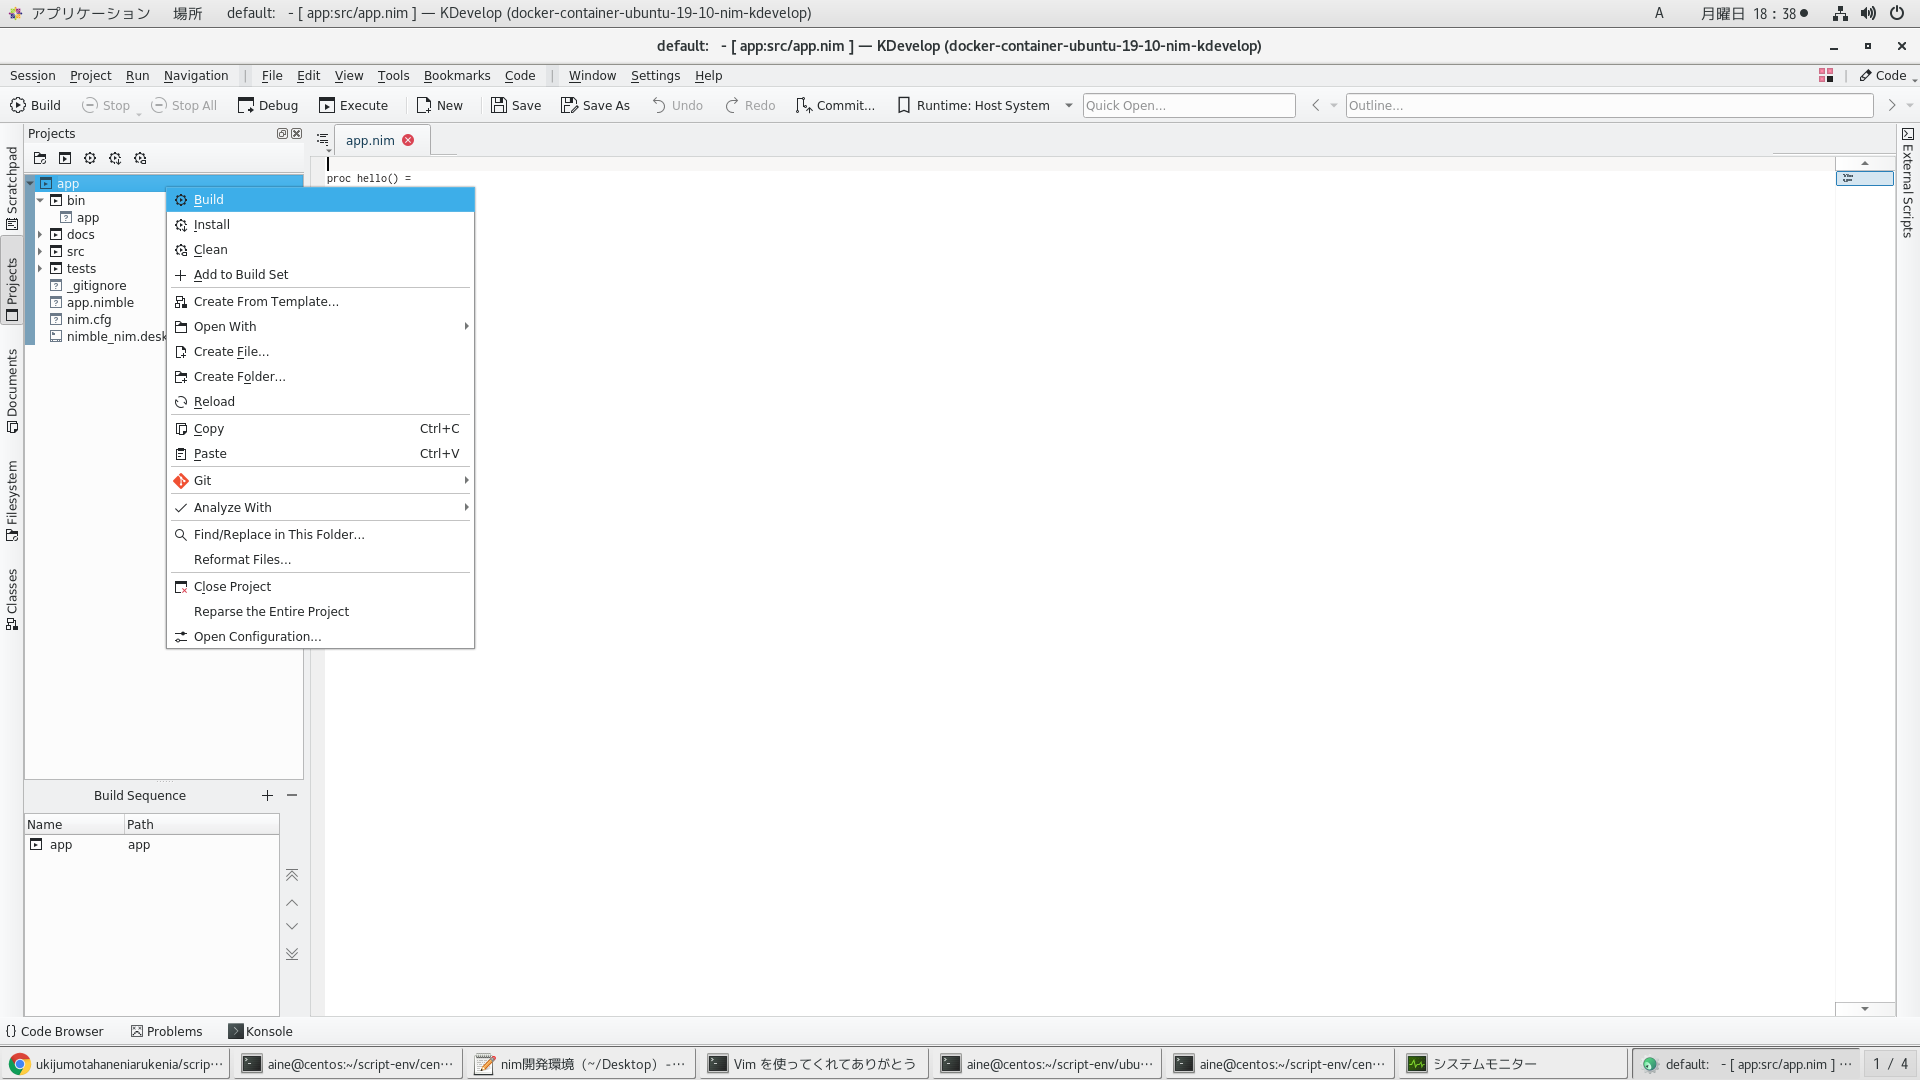 アプリケーション 場所 default: - [ app:src/app.nim ] — KDevelop (docker-container-ubuntu-19-10-nim-kdevelop) A 月曜日 18：38●
default: - [ app:src/app.nim ] — KDevelop (docker-container-ubuntu-19-10-nim-kdevelop)
Session Project Run Navigation | File Edit View Tools Bookmarks Code | Window Settings Help Code
Build Stop Stop All Debug Execute New Save Save As Undo Redo Commit... Runtime: Host System Quick Open... Outline...
Projects
app.nim
Scratchpad
Projects
Documents
Filesystem
Classes
External Scripts
app
bin
app
docs
src
tests
_gitignore
app.nimble
nim.cfg
nimble_nim.desk
proc hello() =
Build
Install
Clean
Add to Build Set
Create From Template...
Open With
Create File...
Create Folder...
Reload
Copy Ctrl+C
Paste Ctrl+V
Git
Analyze With
Find/Replace in This Folder...
Reformat Files...
Close Project
Reparse the Entire Project
Open Configuration...
Build Sequence
Name Path
app app
Code Browser Problems Konsole
ukijumotahaneniarukenia/scrip… aine@centos:~/script-env/cen… nim開発環境（~/Desktop）-… Vim を使ってくれてありがとう aine@centos:~/script-env/ubu… aine@centos:~/script-env/cen… システムモニター default: - [ app:src/app.nim ] … 1 / 4